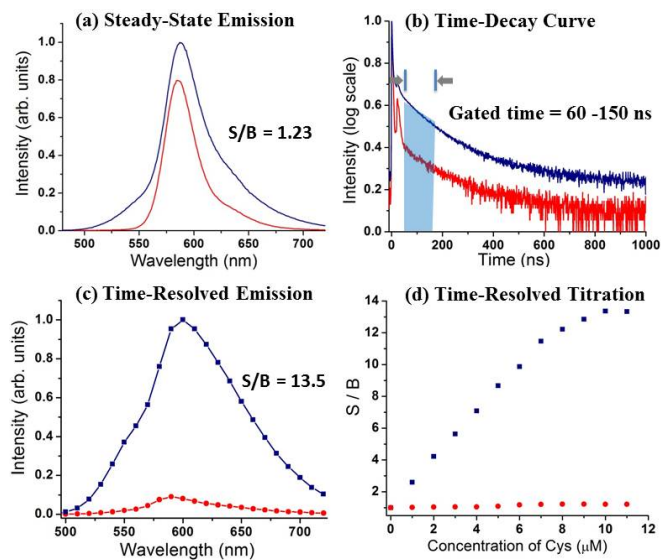 (a) Steady-State Emission
Intensity (arb. units)
1.0
0.8
0.6
0.4
0.2
0.0
S/B = 1.23
500 550 600 650 700
Wavelength (nm)
(b) Time-Decay Curve
Intensity (log scale)
1.0
0.8
0.6
0.4
0.2
0.0
Gated time = 60 -150 ns
0 200 400 600 800 1000
Time (ns)
(c) Time-Resolved Emission
Intensity (arb. units)
1.0
0.8
0.6
0.4
0.2
0.0
S/B = 13.5
500 550 600 650 700
Wavelength (nm)
(d) Time-Resolved Titration
S / B
14
13
12
10
8
6
4
2
1
0 2 4 6 8 10 12
Concentration of Cys (μM)